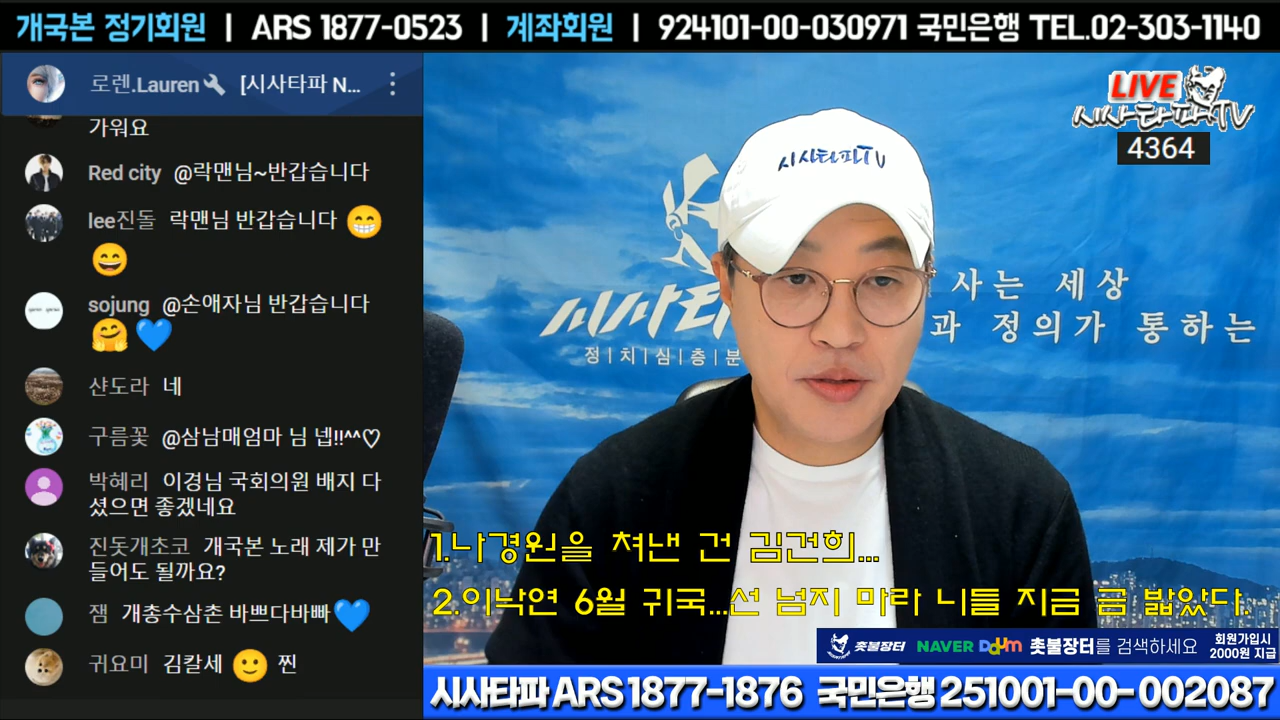 개국본 정기회원 | ARS 1877-0523 | 계좌회원 | 924101-00-030971 국민은행 TEL.02-303-1140
로렌.Lauren [시사타파 N...
가워요
Red city @락맨님~반갑습니다
lee진돌 락맨님 반갑습니다 😁
😄
sojung @손애자님 반갑습니다
🤗💙
샨도라 네
구름꽃 @삼남매엄마 님 넵!!^^♡
박혜리 이경님 국회의원 배지 다
셨으면 좋겠네요
진돗개초코 개국본 노래 제가 만
들어도 될까요?
잼 개총수삼촌 바쁘다바빠💙
귀요미 김칼세 🙂 찐
LIVE
시사타파TV
4364
시사타파TV
시사타
정|치|심|층|분
사는 세상
과 정의가 통하는
1.나경원을 쳐낸 건 김건희...
2.이낙연 6월 귀국...선 넘지 마라 니들 지금 금 밟았다.
촛불장터 NAVER Daum 촛불장터를 검색하세요
회원가입시
2000원 지급
시사타파 ARS 1877-1876 국민은행 251001-00- 002087